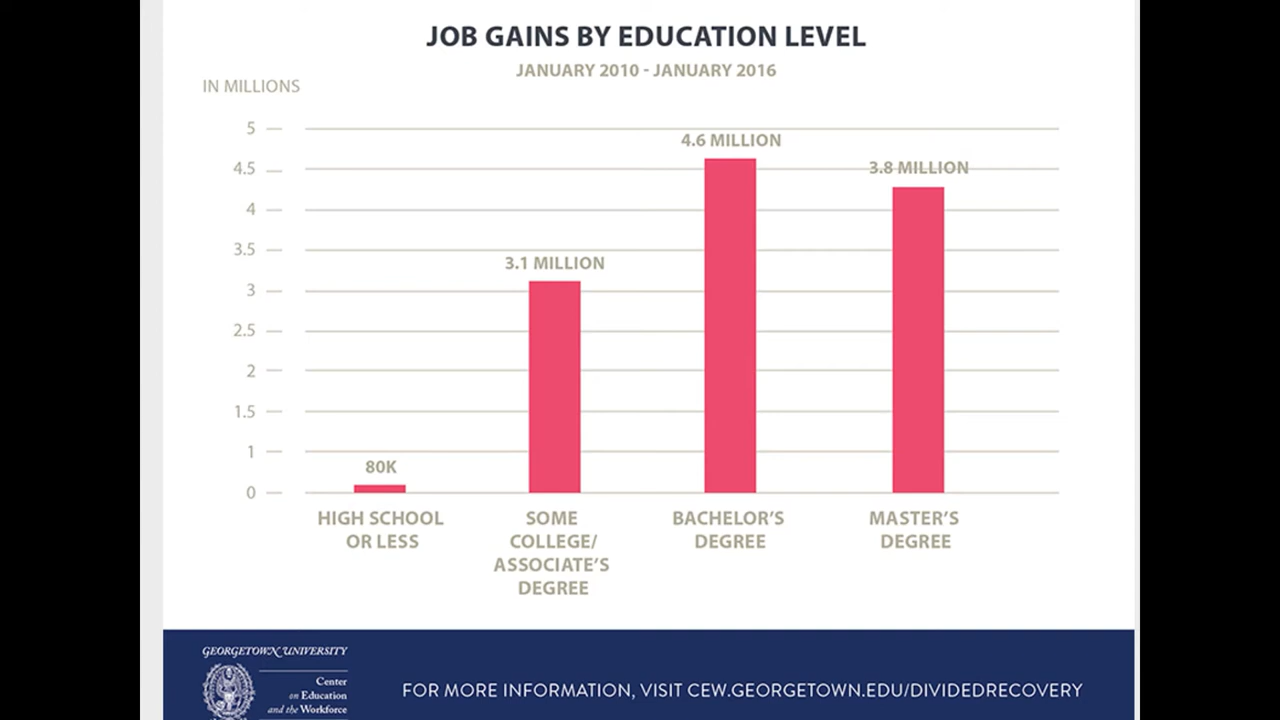 JOB GAINS BY EDUCATION LEVEL
JANUARY 2010 - JANUARY 2016
IN MILLIONS
5
4.5
4
3.5
3
2.5
2
1.5
1
0
80K
3.1 MILLION
4.6 MILLION
3.8 MILLION
HIGH SCHOOL
OR LESS
SOME
COLLEGE/
ASSOCIATE'S
DEGREE
BACHELOR'S
DEGREE
MASTER'S
DEGREE
GEORGETOWN UNIVERSITY
Center
on Education
and the Workforce
FOR MORE INFORMATION, VISIT CEW.GEORGETOWN.EDU/DIVIDEDRECOVERY